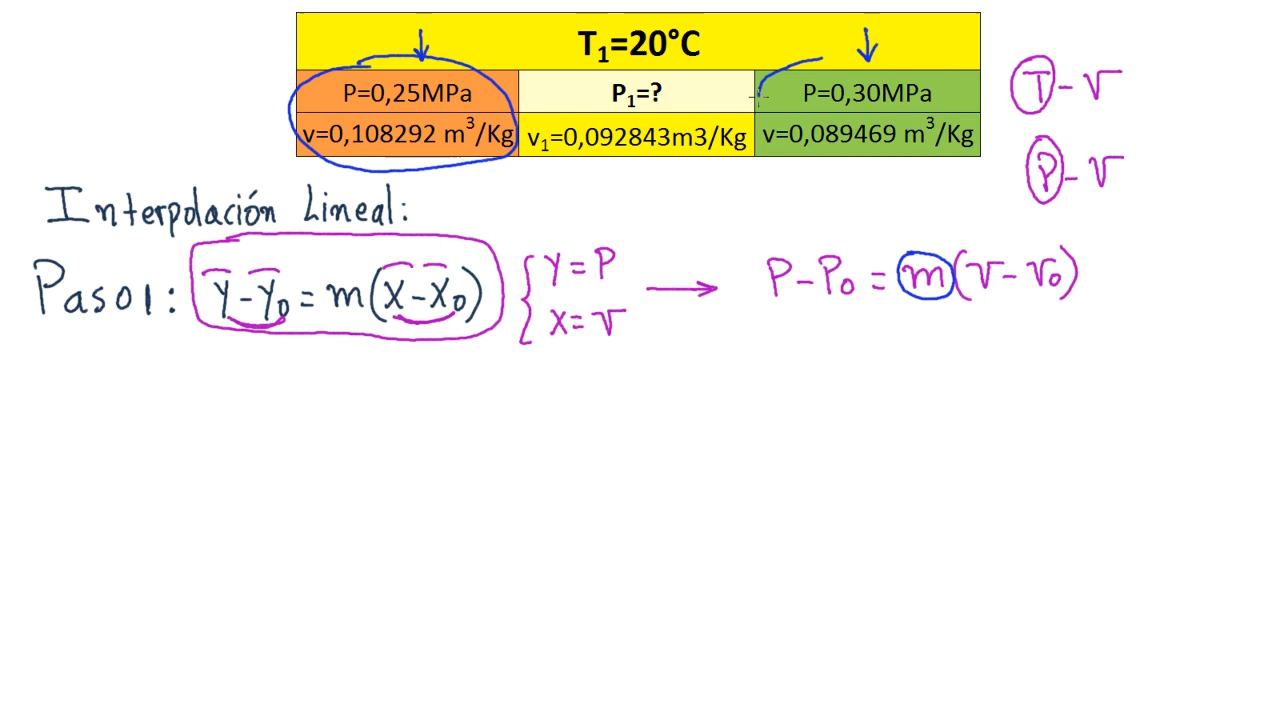 T₁=20°C
P=0,25MPa P₁=? P=0,30MPa
v=0,108292 m³/Kg v₁=0,092843m3/Kg v=0,089469 m³/Kg
T-v
P-v
Interpolación Lineal:
Paso1: Y-Y₀=m(X-X₀) { Y=P X=v → P-P₀=m(v-v₀)